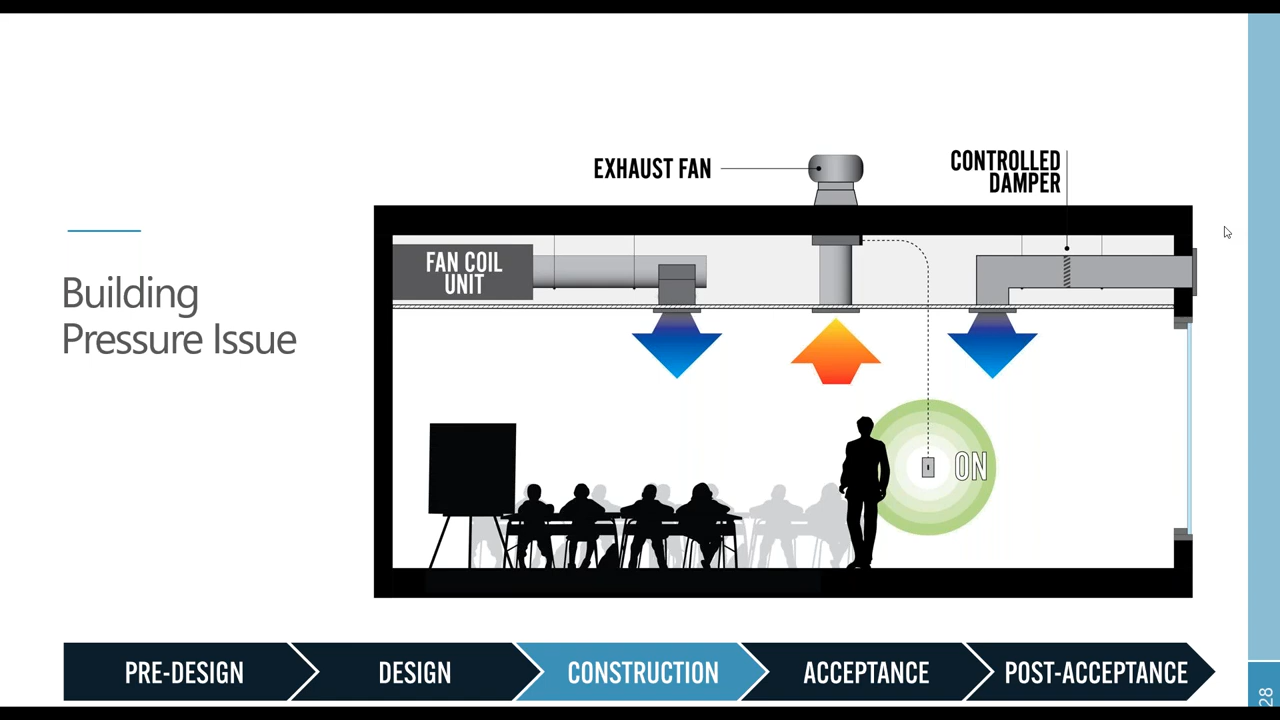 EXHAUST FAN
CONTROLLED
DAMPER
FAN COIL
UNIT
Building
Pressure Issue
ON
PRE-DESIGN
DESIGN
CONSTRUCTION
ACCEPTANCE
POST-ACCEPTANCE
28